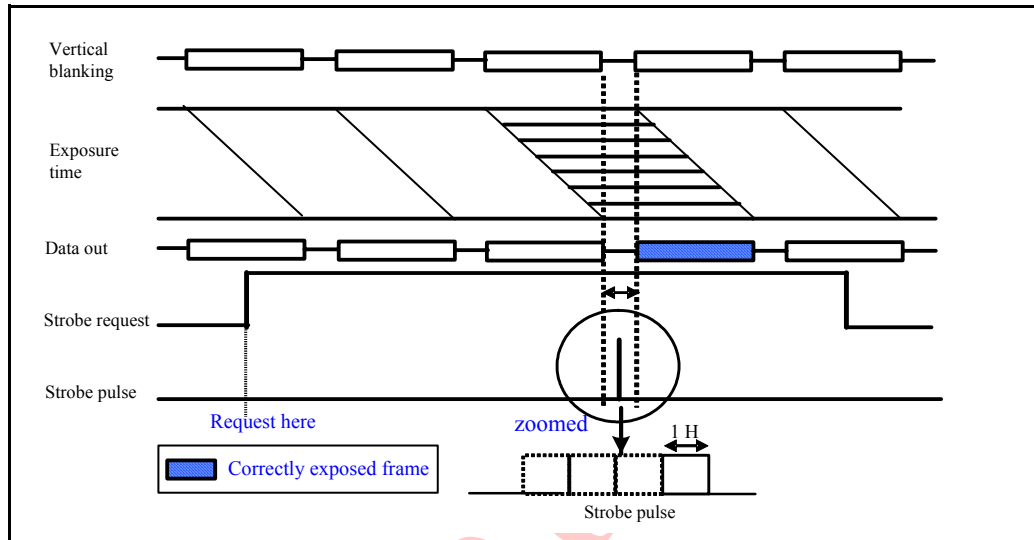 Vertical
blanking
Exposure
time
Data out
Strobe request
Strobe pulse
Request here
zoomed
1 H
Correctly exposed frame
Strobe pulse